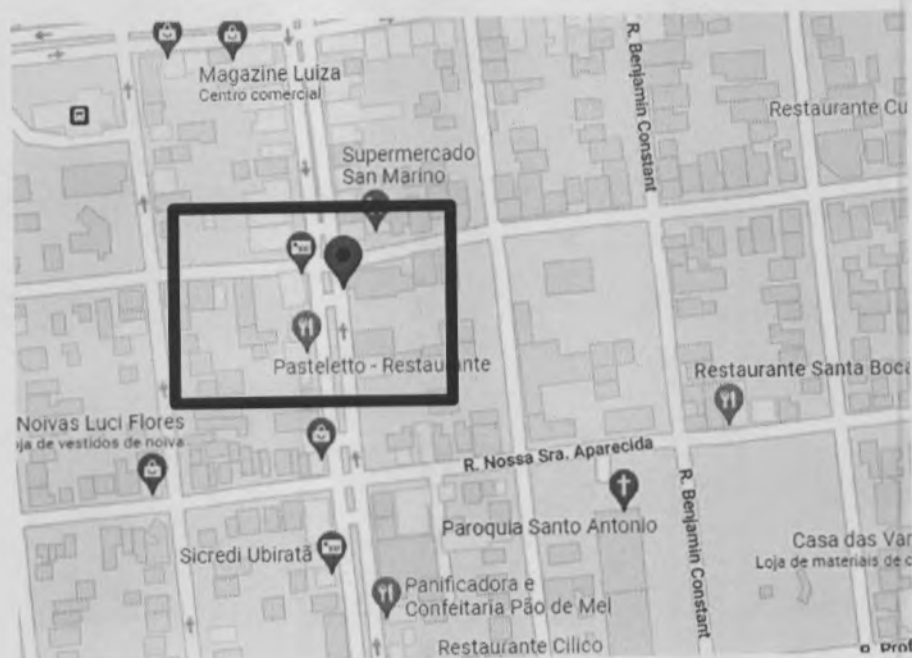 Magazine Luiza
Centro comercial
R. Benjamin Constant
Restaurante Cu
Supermercado
San Marino
Pasteletto - Restaurante
Restaurante Santa Boca
Noivas Luci Flores
ja de vestidos de noiva
R. Nossa Sra. Aparecida
Paroquia Santo Antonio
R. Benjamin Constant
Casa das Var
Loja de materiais de c
Sicredi Ubiratã
Panificadora e
Confeitaria Pão de Mel
Restaurante Cilico